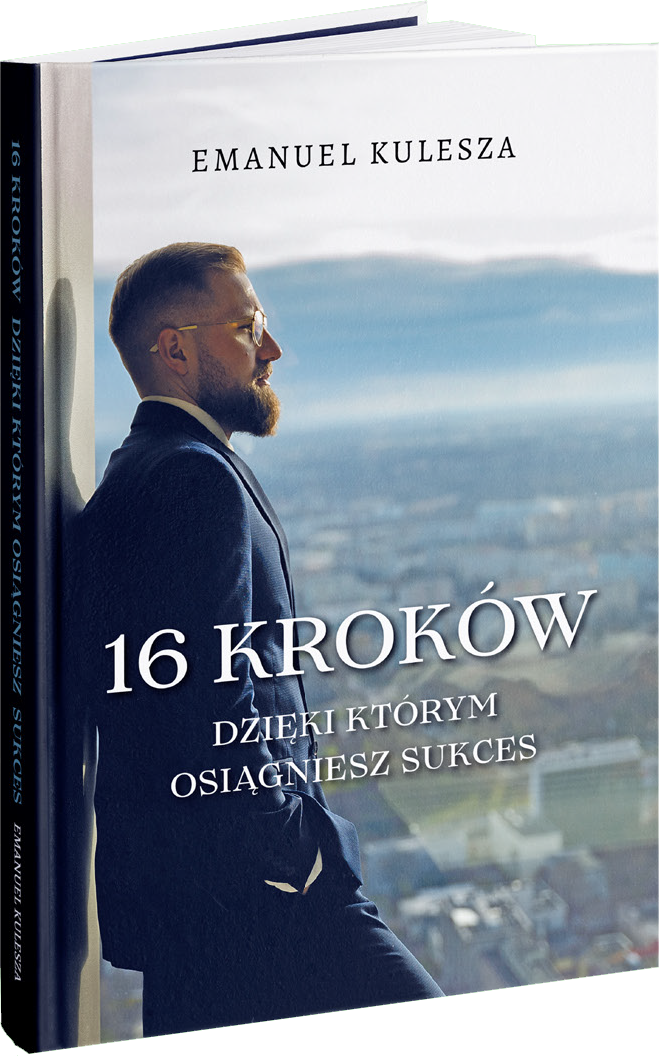 EMANUEL KULESZA
16 KROKÓW
DZIĘKI KTÓRYM
OSIĄGNIESZ SUKCES
16 KROKÓW DZIĘKI KTÓRYM OSIĄGNIESZ SUKCES EMANUEL KULESZA